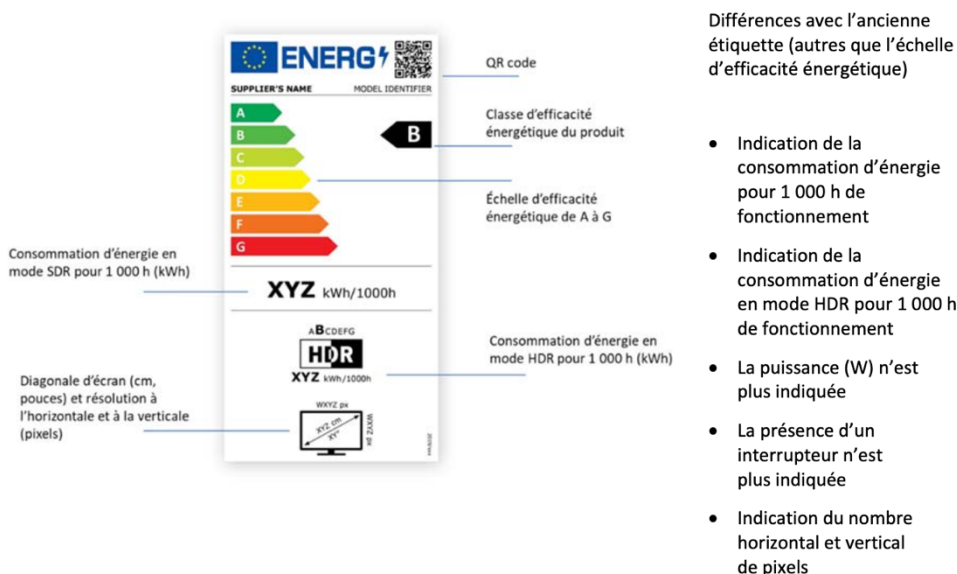 ENERG
SUPPLIER'S NAME MODEL IDENTIFIER
A
B
C
D
E
F
G
B
XYZ kWh/1000h
ABCDEFG
HDR
XYZ kWh/1000h
WXYZ px
WXYZ px
XYZ cm
XY"
QR code
Classe d'efficacité
énergétique du produit
Échelle d'efficacité
énergétique de A à G
Consommation d'énergie en
mode SDR pour 1 000 h (kWh)
Consommation d'énergie en
mode HDR pour 1 000 h (kWh)
Diagonale d'écran (cm,
pouces) et résolution à
l'horizontale et à la verticale
(pixels)
Différences avec l'ancienne
étiquette (autres que l'échelle
d'efficacité énergétique)
• Indication de la
consommation d'énergie
pour 1 000 h de
fonctionnement
• Indication de la
consommation d'énergie
en mode HDR pour 1 000 h
de fonctionnement
• La puissance (W) n'est
plus indiquée
• La présence d'un
interrupteur n'est
plus indiquée
• Indication du nombre
horizontal et vertical
de pixels